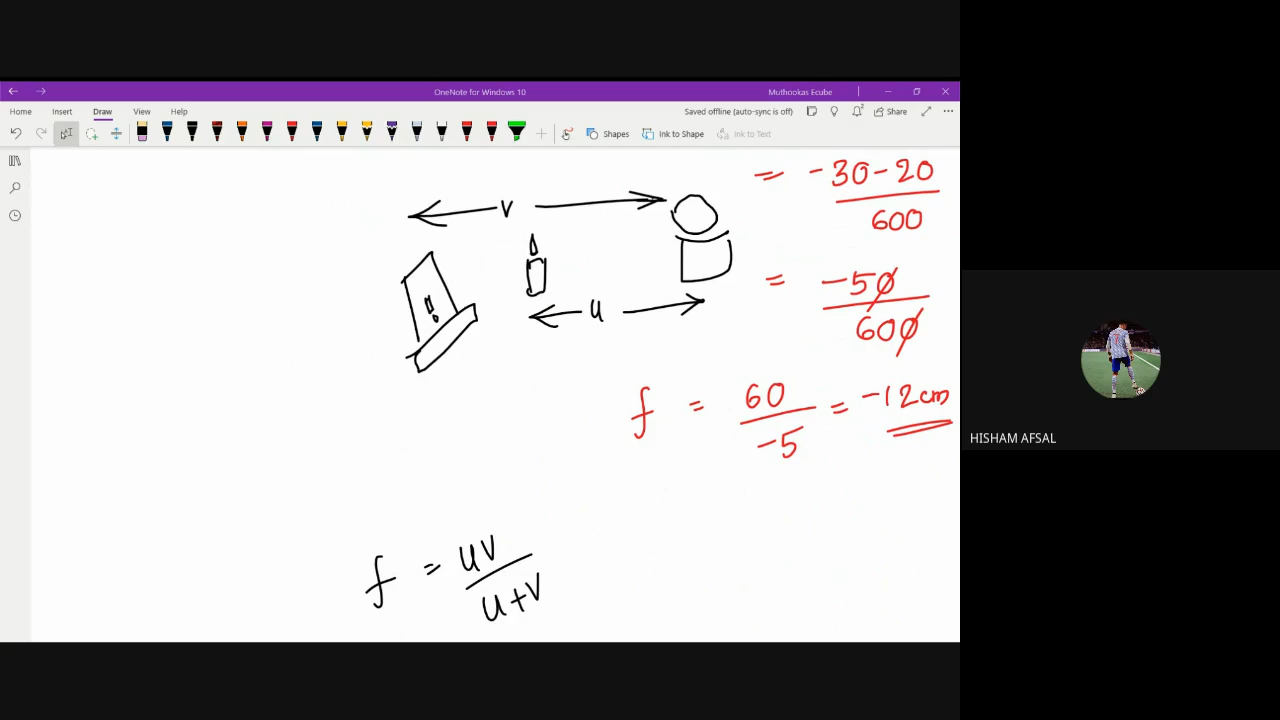 OneNote for Windows 10
Muthookas Ecube
Home Insert Draw View Help
Saved offline (auto-sync is off)
2
Share
Shapes
Ink to Shape
Ink to Text
v
u
= -30-20
600
= -50
600
f = 60 = -12cm
-5
f = uv
u+v
HISHAM AFSAL